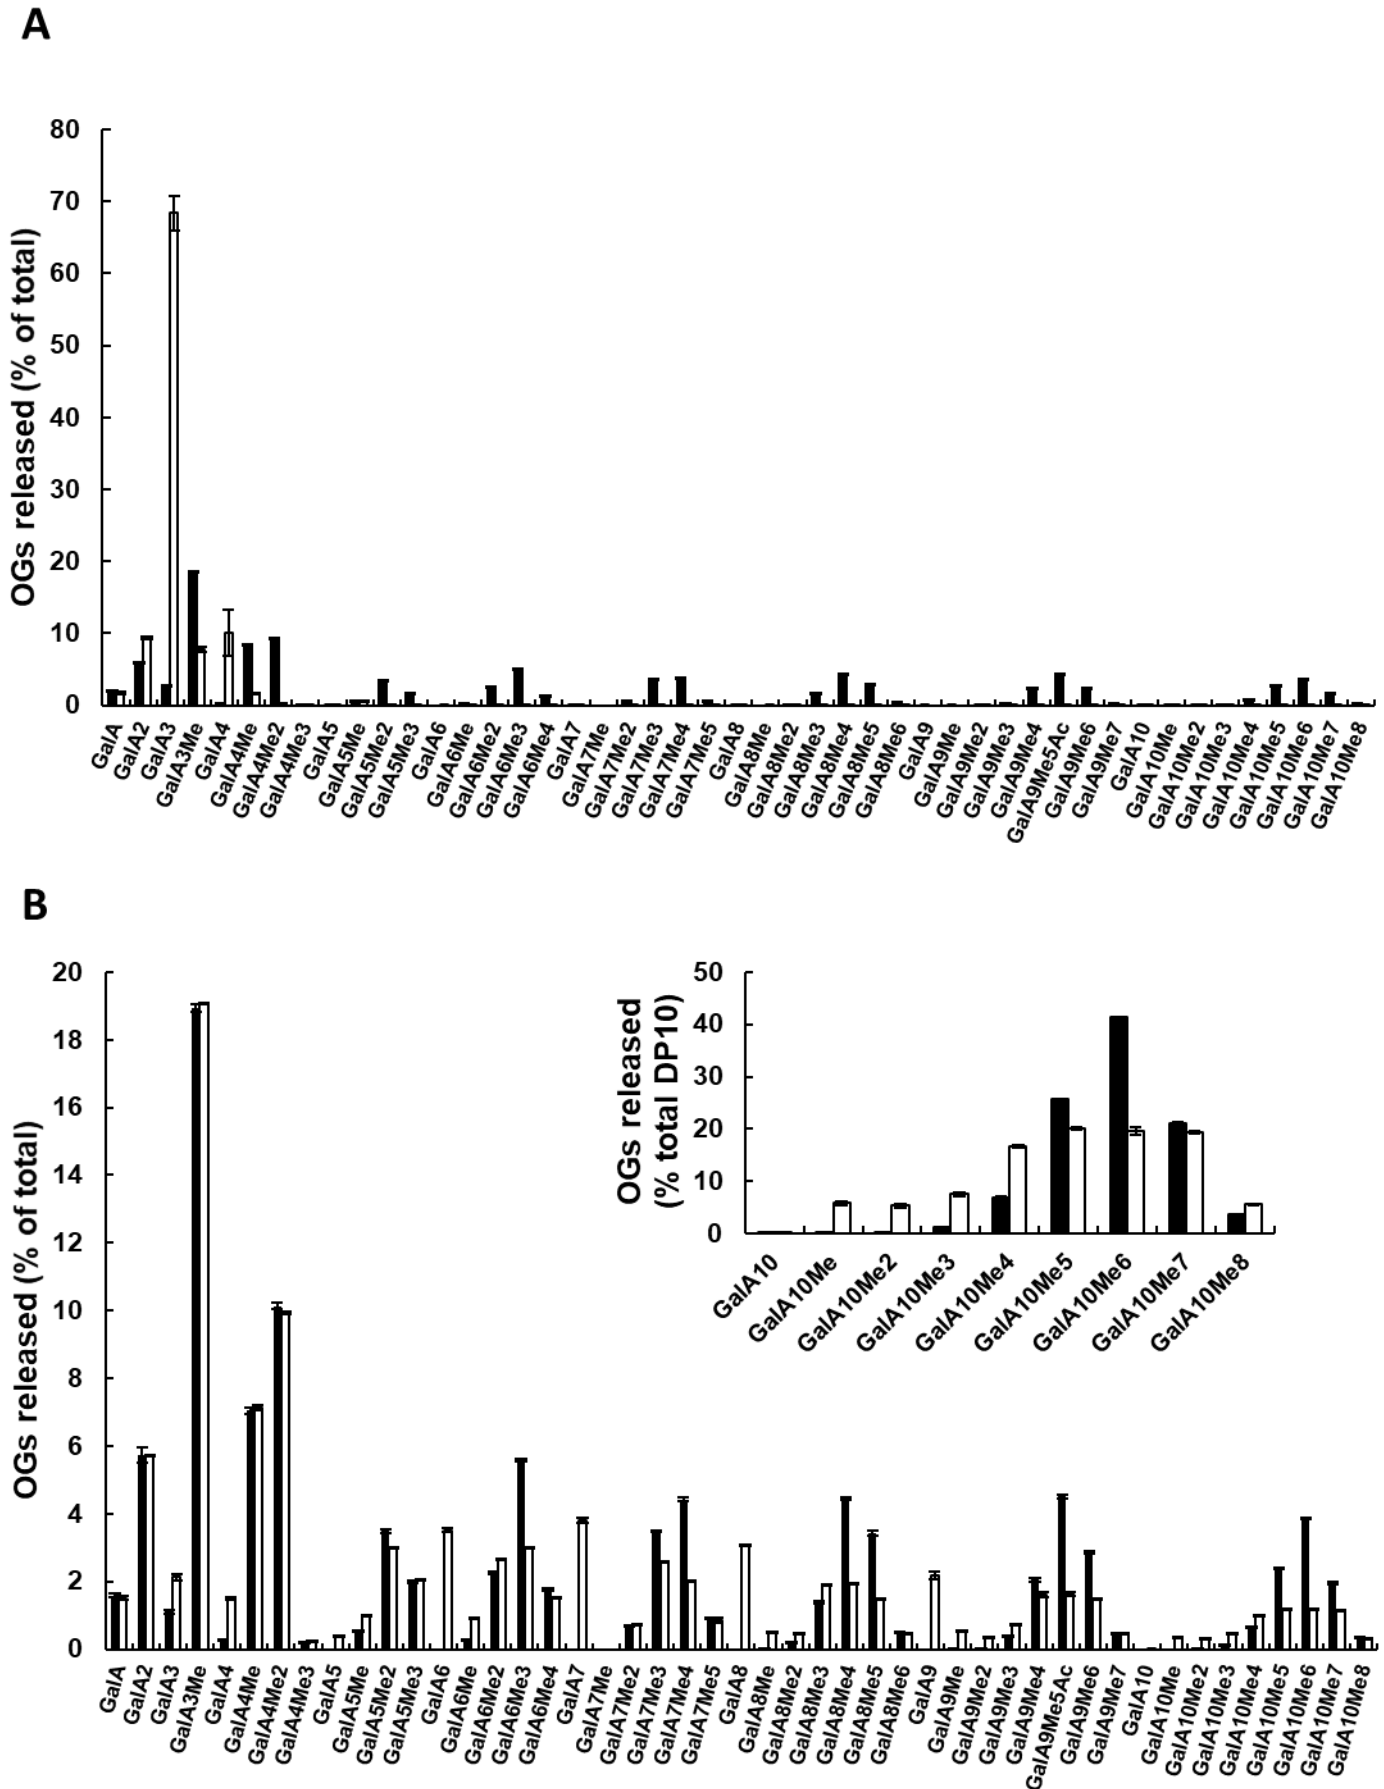 A
OGs released (% of total)
80
70
60
50
40
30
20
10
0
GalA
GalA2
GalA3
GalA3Me
GalA4
GalA4Me
GalA4Me2
GalA4Me3
GalA5
GalA5Me
GalA5Me2
GalA5Me3
GalA6
GalA6Me
GalA6Me2
GalA6Me3
GalA6Me4
GalA7
GalA7Me
GalA7Me2
GalA7Me3
GalA7Me4
GalA7Me5
GalA8
GalA8Me
GalA8Me2
GalA8Me3
GalA8Me4
GalA8Me5
GalA8Me6
GalA9
GalA9Me
GalA9Me2
GalA9Me3
GalA9Me4
GalA9Me5Ac
GalA9Me6
GalA9Me7
GalA10
GalA10Me
GalA10Me2
GalA10Me3
GalA10Me4
GalA10Me5
GalA10Me6
GalA10Me7
GalA10Me8
B
OGs released (% of total)
20
18
16
14
12
10
8
6
4
2
0
GalA
GalA2
GalA3
GalA3Me
GalA4
GalA4Me
GalA4Me2
GalA4Me3
GalA5
GalA5Me
GalA5Me2
GalA5Me3
GalA6
GalA6Me
GalA6Me2
GalA6Me3
GalA6Me4
GalA7
GalA7Me
GalA7Me2
GalA7Me3
GalA7Me4
GalA7Me5
GalA8
GalA8Me
GalA8Me2
GalA8Me3
GalA8Me4
GalA8Me5
GalA8Me6
GalA9
GalA9Me
GalA9Me2
GalA9Me3
GalA9Me4
GalA9Me5Ac
GalA9Me6
GalA9Me7
GalA10
GalA10Me
GalA10Me2
GalA10Me3
GalA10Me4
GalA10Me5
GalA10Me6
GalA10Me7
GalA10Me8
OGs released
(% total DP10)
50
40
30
20
10
0
GalA10
GalA10Me
GalA10Me2
GalA10Me3
GalA10Me4
GalA10Me5
GalA10Me6
GalA10Me7
GalA10Me8